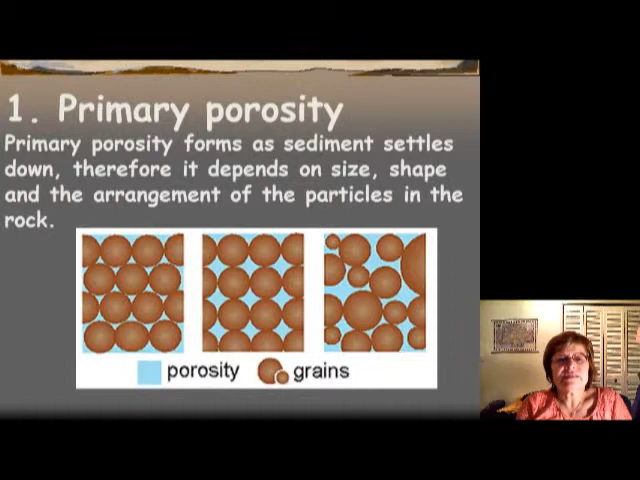 1. Primary porosity
Primary porosity forms as sediment settles
down, therefore it depends on size, shape
and the arrangement of the particles in the
rock.
porosity
grains